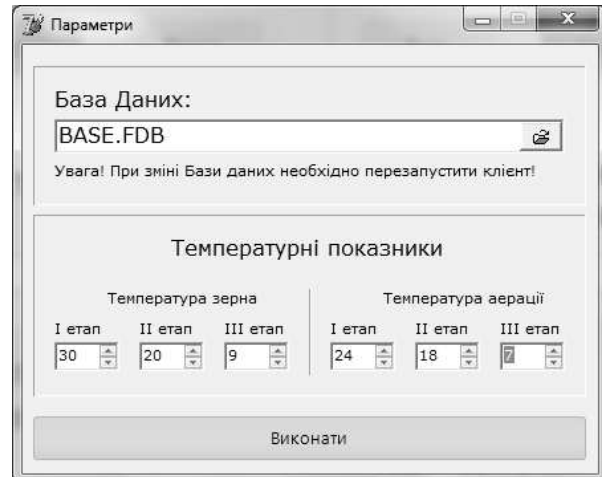 Параметри
База Даних:
BASE.FDB
Увага! При зміні Бази даних необхідно перезапустити клієнт!
Температурні показники
Температура зерна Температура аерації
I етап II етап III етап I етап II етап III етап
30 20 9 24 18 7
Виконати